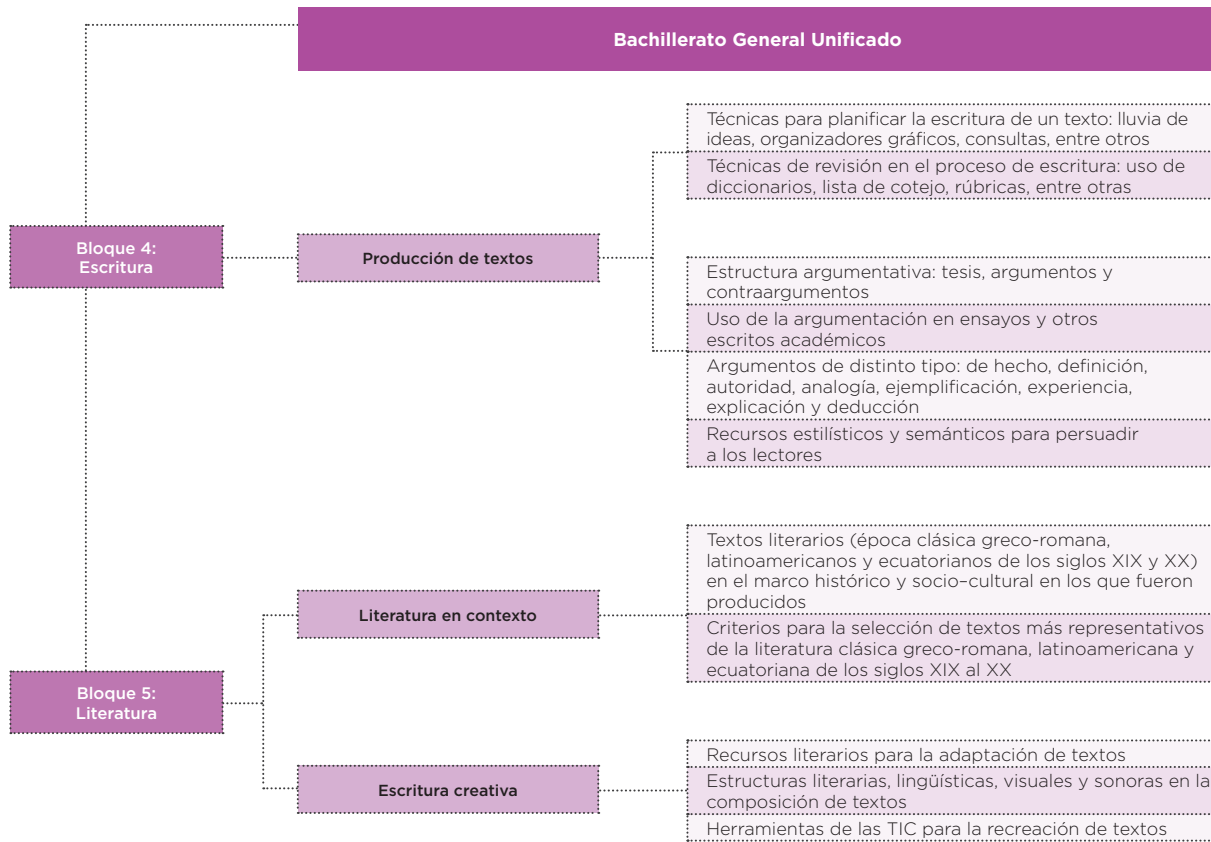 Bachillerato General Unificado
Técnicas para planificar la escritura de un texto: lluvia de
ideas, organizadores gráficos, consultas, entre otros
Técnicas de revisión en el proceso de escritura: uso de
diccionarios, lista de cotejo, rúbricas, entre otras
Bloque 4:
Escritura
Producción de textos
Estructura argumentativa: tesis, argumentos y
contraargumentos
Uso de la argumentación en ensayos y otros
escritos académicos
Argumentos de distinto tipo: de hecho, definición,
autoridad, analogía, ejemplificación, experiencia,
explicación y deducción
Recursos estilísticos y semánticos para persuadir
a los lectores
Textos literarios (época clásica greco-romana,
latinoamericanos y ecuatorianos de los siglos XIX y XX)
en el marco histórico y socio–cultural en los que fueron
producidos
Literatura en contexto
Criterios para la selección de textos más representativos
de la literatura clásica greco-romana, latinoamericana y
ecuatoriana de los siglos XIX al XX
Bloque 5:
Literatura
Recursos literarios para la adaptación de textos
Escritura creativa
Estructuras literarias, lingüísticas, visuales y sonoras en la
composición de textos
Herramientas de las TIC para la recreación de textos